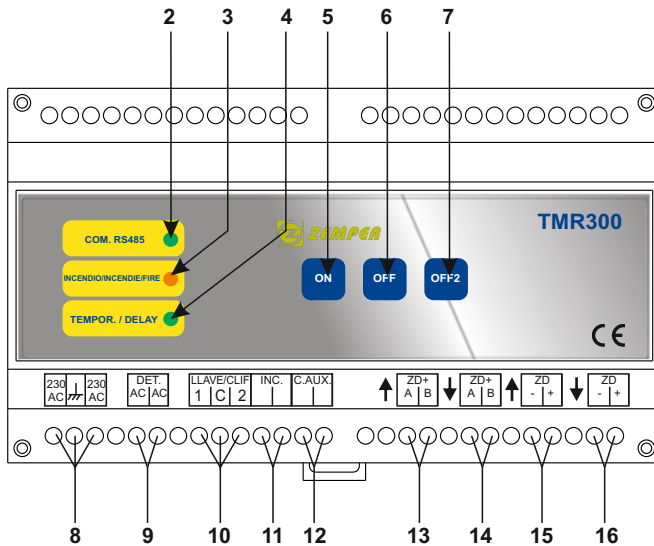 2 3 4 5 6 7
TMR300
COM. RS485
ZEMPER
INCENDIO/INCENDIE/FIRE
ON OFF OFF2
TEMPOR. / DELAY
CE
230 AC 230 AC
DET. AC AC
LLAVE/CLIF 1 C 2
INC.
C.AUX.
ZD+ A B
ZD+ A B
ZD - +
ZD - +
8 9 10 11 12 13 14 15 16